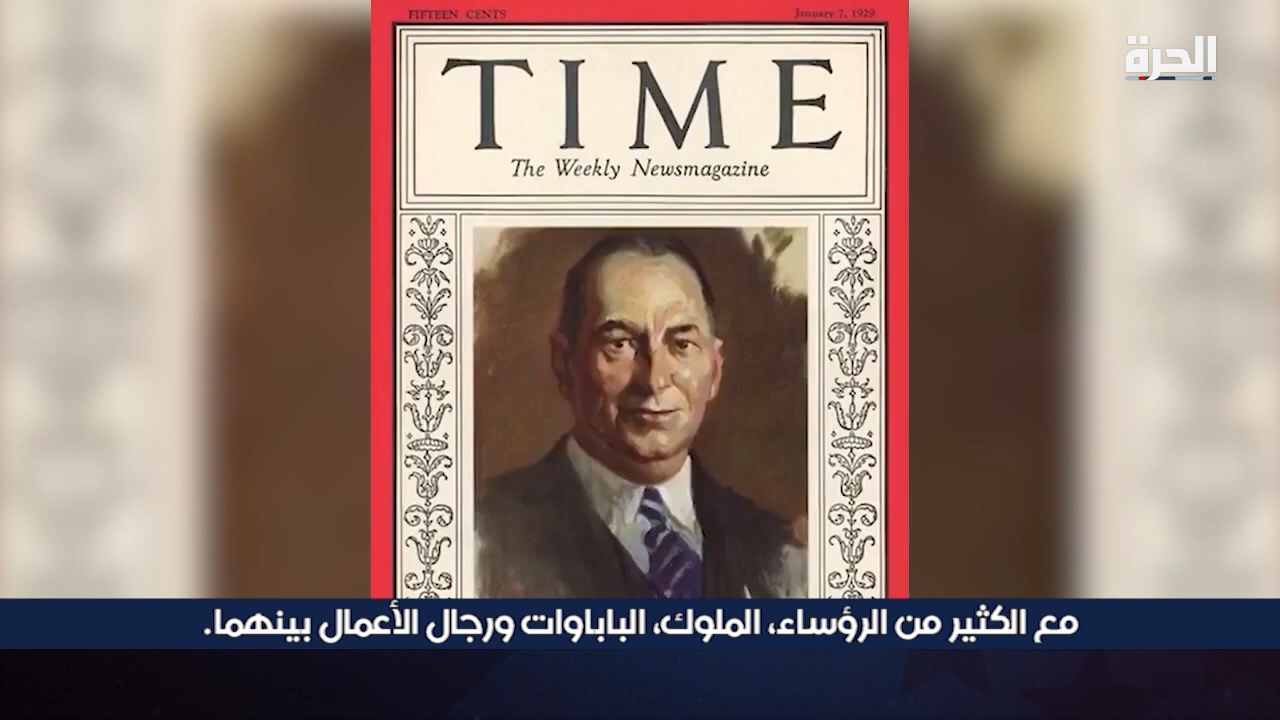 FIFTEEN CENTS
January 7, 1929
الحرة
TIME
The Weekly Newsmagazine
مع الكثير من الرؤساء، الملوك، الباباوات ورجال الأعمال بينهما.